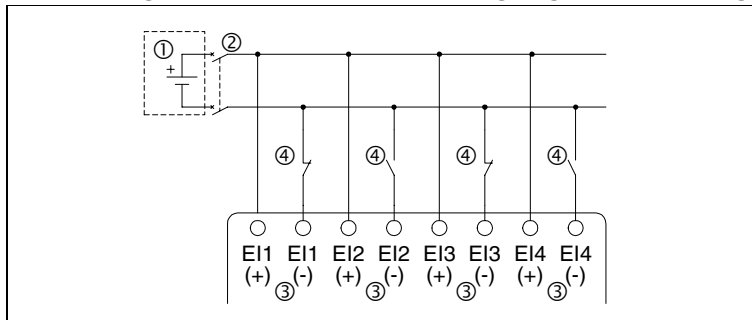 ① ②
+
④ ④ ④ ④
EI1 EI1 EI2 EI2 EI3 EI3 EI4 EI4
(+) (-) (+) (-) (+) (-) (+) (-)
③ ③ ③ ③